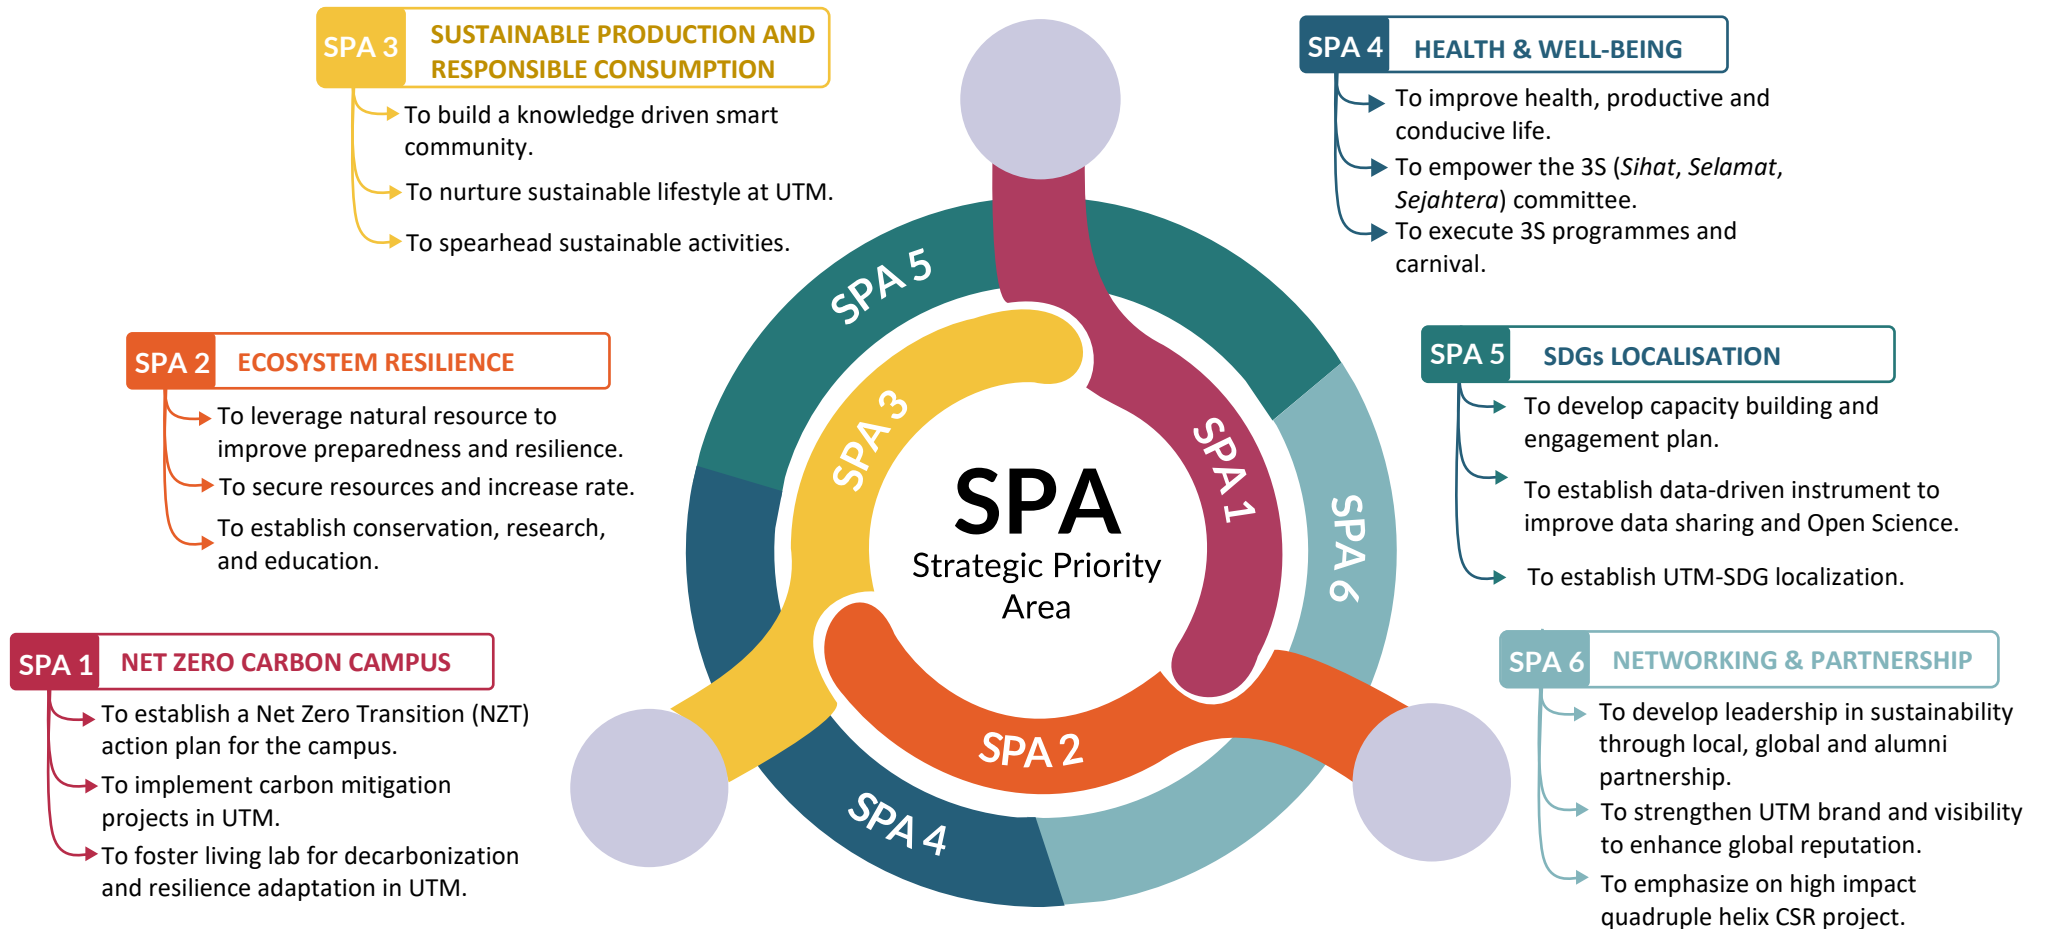 SPA 3
SUSTAINABLE PRODUCTION AND
RESPONSIBLE CONSUMPTION
To build a knowledge driven smart
community.
To nurture sustainable lifestyle at UTM.
To spearhead sustainable activities.
SPA 2
ECOSYSTEM RESILIENCE
To leverage natural resource to
improve preparedness and resilience.
To secure resources and increase rate.
To establish conservation, research,
and education.
SPA 1
NET ZERO CARBON CAMPUS
To establish a Net Zero Transition (NZT)
action plan for the campus.
To implement carbon mitigation
projects in UTM.
To foster living lab for decarbonization
and resilience adaptation in UTM.
SPA 5
SPA 3
SPA 1
SPA 6
SPA
Strategic Priority
Area
SPA 2
SPA 4
SPA 4
HEALTH & WELL-BEING
To improve health, productive and
conducive life.
To empower the 3S (Sihat, Selamat,
Sejahtera) committee.
To execute 3S programmes and
carnival.
SPA 5
SDGs LOCALISATION
To develop capacity building and
engagement plan.
To establish data-driven instrument to
improve data sharing and Open Science.
To establish UTM-SDG localization.
SPA 6
NETWORKING & PARTNERSHIP
To develop leadership in sustainability
through local, global and alumni
partnership.
To strengthen UTM brand and visibility
to enhance global reputation.
To emphasize on high impact
quadruple helix CSR project.